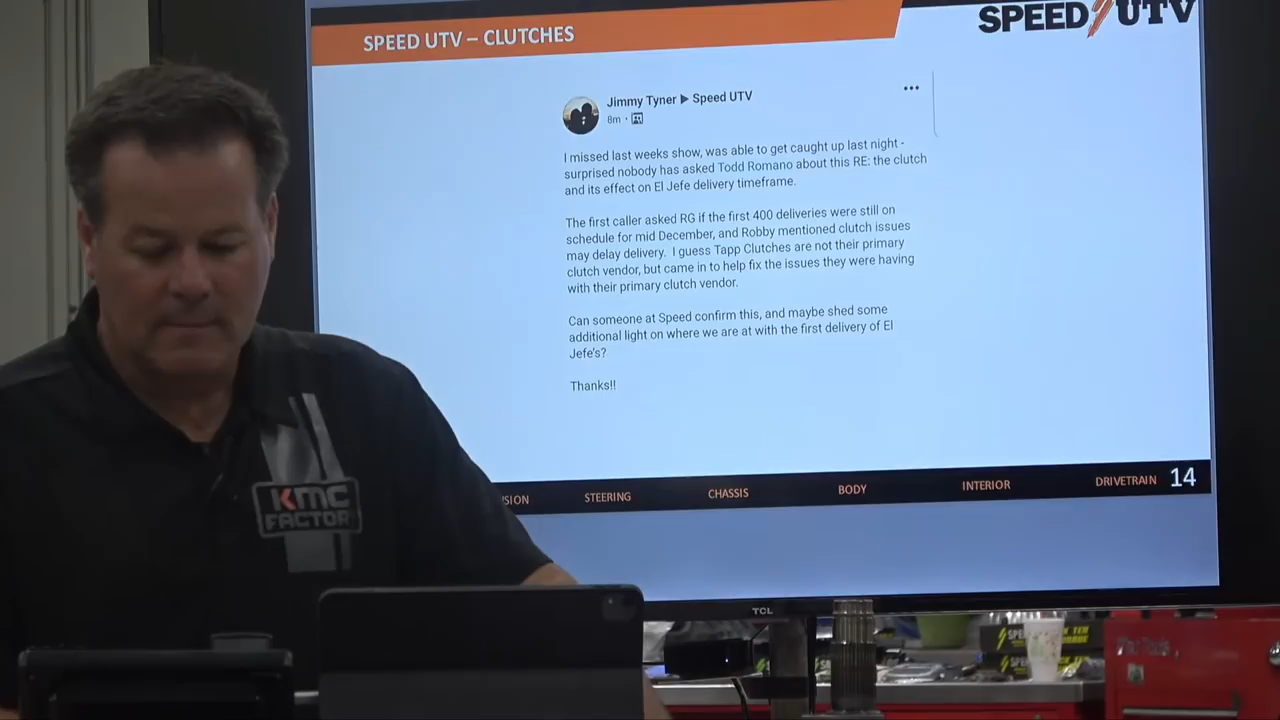 SPEED UTV – CLUTCHES
SPEED UTV
Jimmy Tyner ▶ Speed UTV
8m ·
I missed last weeks show, was able to get caught up last night -
surprised nobody has asked Todd Romano about this RE: the clutch
and its effect on El Jefe delivery timeframe.
The first caller asked RG if the first 400 deliveries were still on
schedule for mid December, and Robby mentioned clutch issues
may delay delivery. I guess Tapp Clutches are not their primary
clutch vendor, but came in to help fix the issues they were having
with their primary clutch vendor.
Can someone at Speed confirm this, and maybe shed some
additional light on where we are at with the first delivery of El
Jefe's?
Thanks!!
SION STEERING CHASSIS BODY INTERIOR DRIVETRAIN 14
KMC
FACTORY
TCL